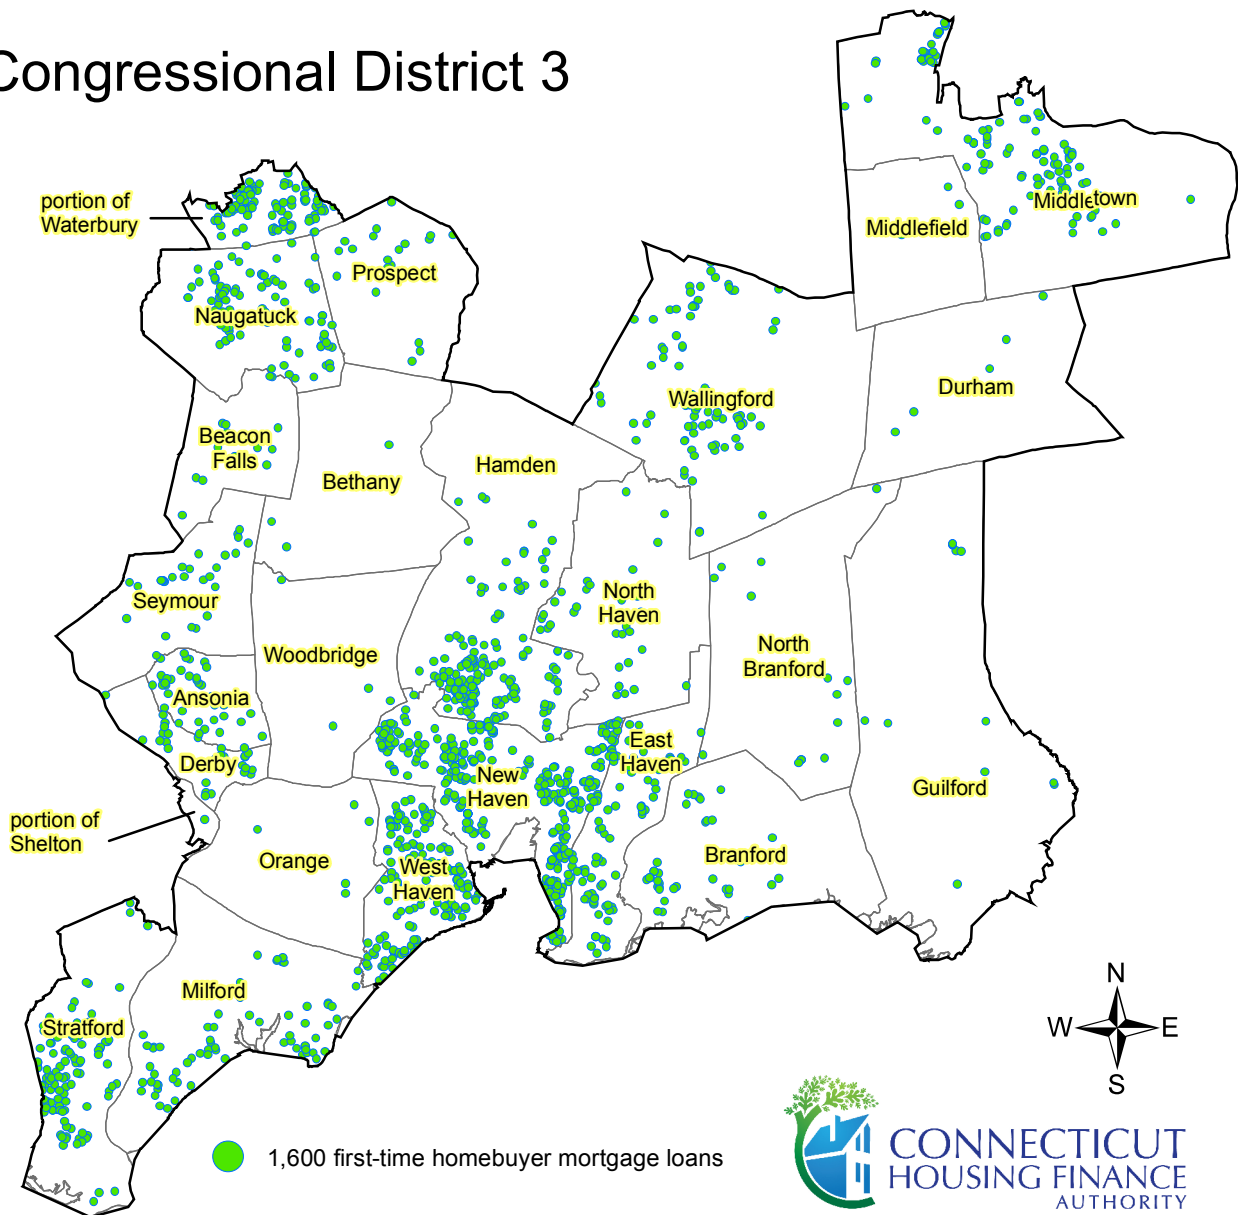 Congressional District 3
portion of
Waterbury
Middletown
Middlefield
Prospect
Naugatuck
Durham
Wallingford
Beacon
Falls
Hamden
Bethany
North
Haven
Seymour
Woodbridge
North
Branford
Ansonia
East
Haven
Derby
New
Haven
Guilford
portion of
Shelton
Orange
West
Haven
Branford
Milford
Stratford
N
W
E
S
1,600 first-time homebuyer mortgage loans
CONNECTICUT
HOUSING FINANCE
AUTHORITY